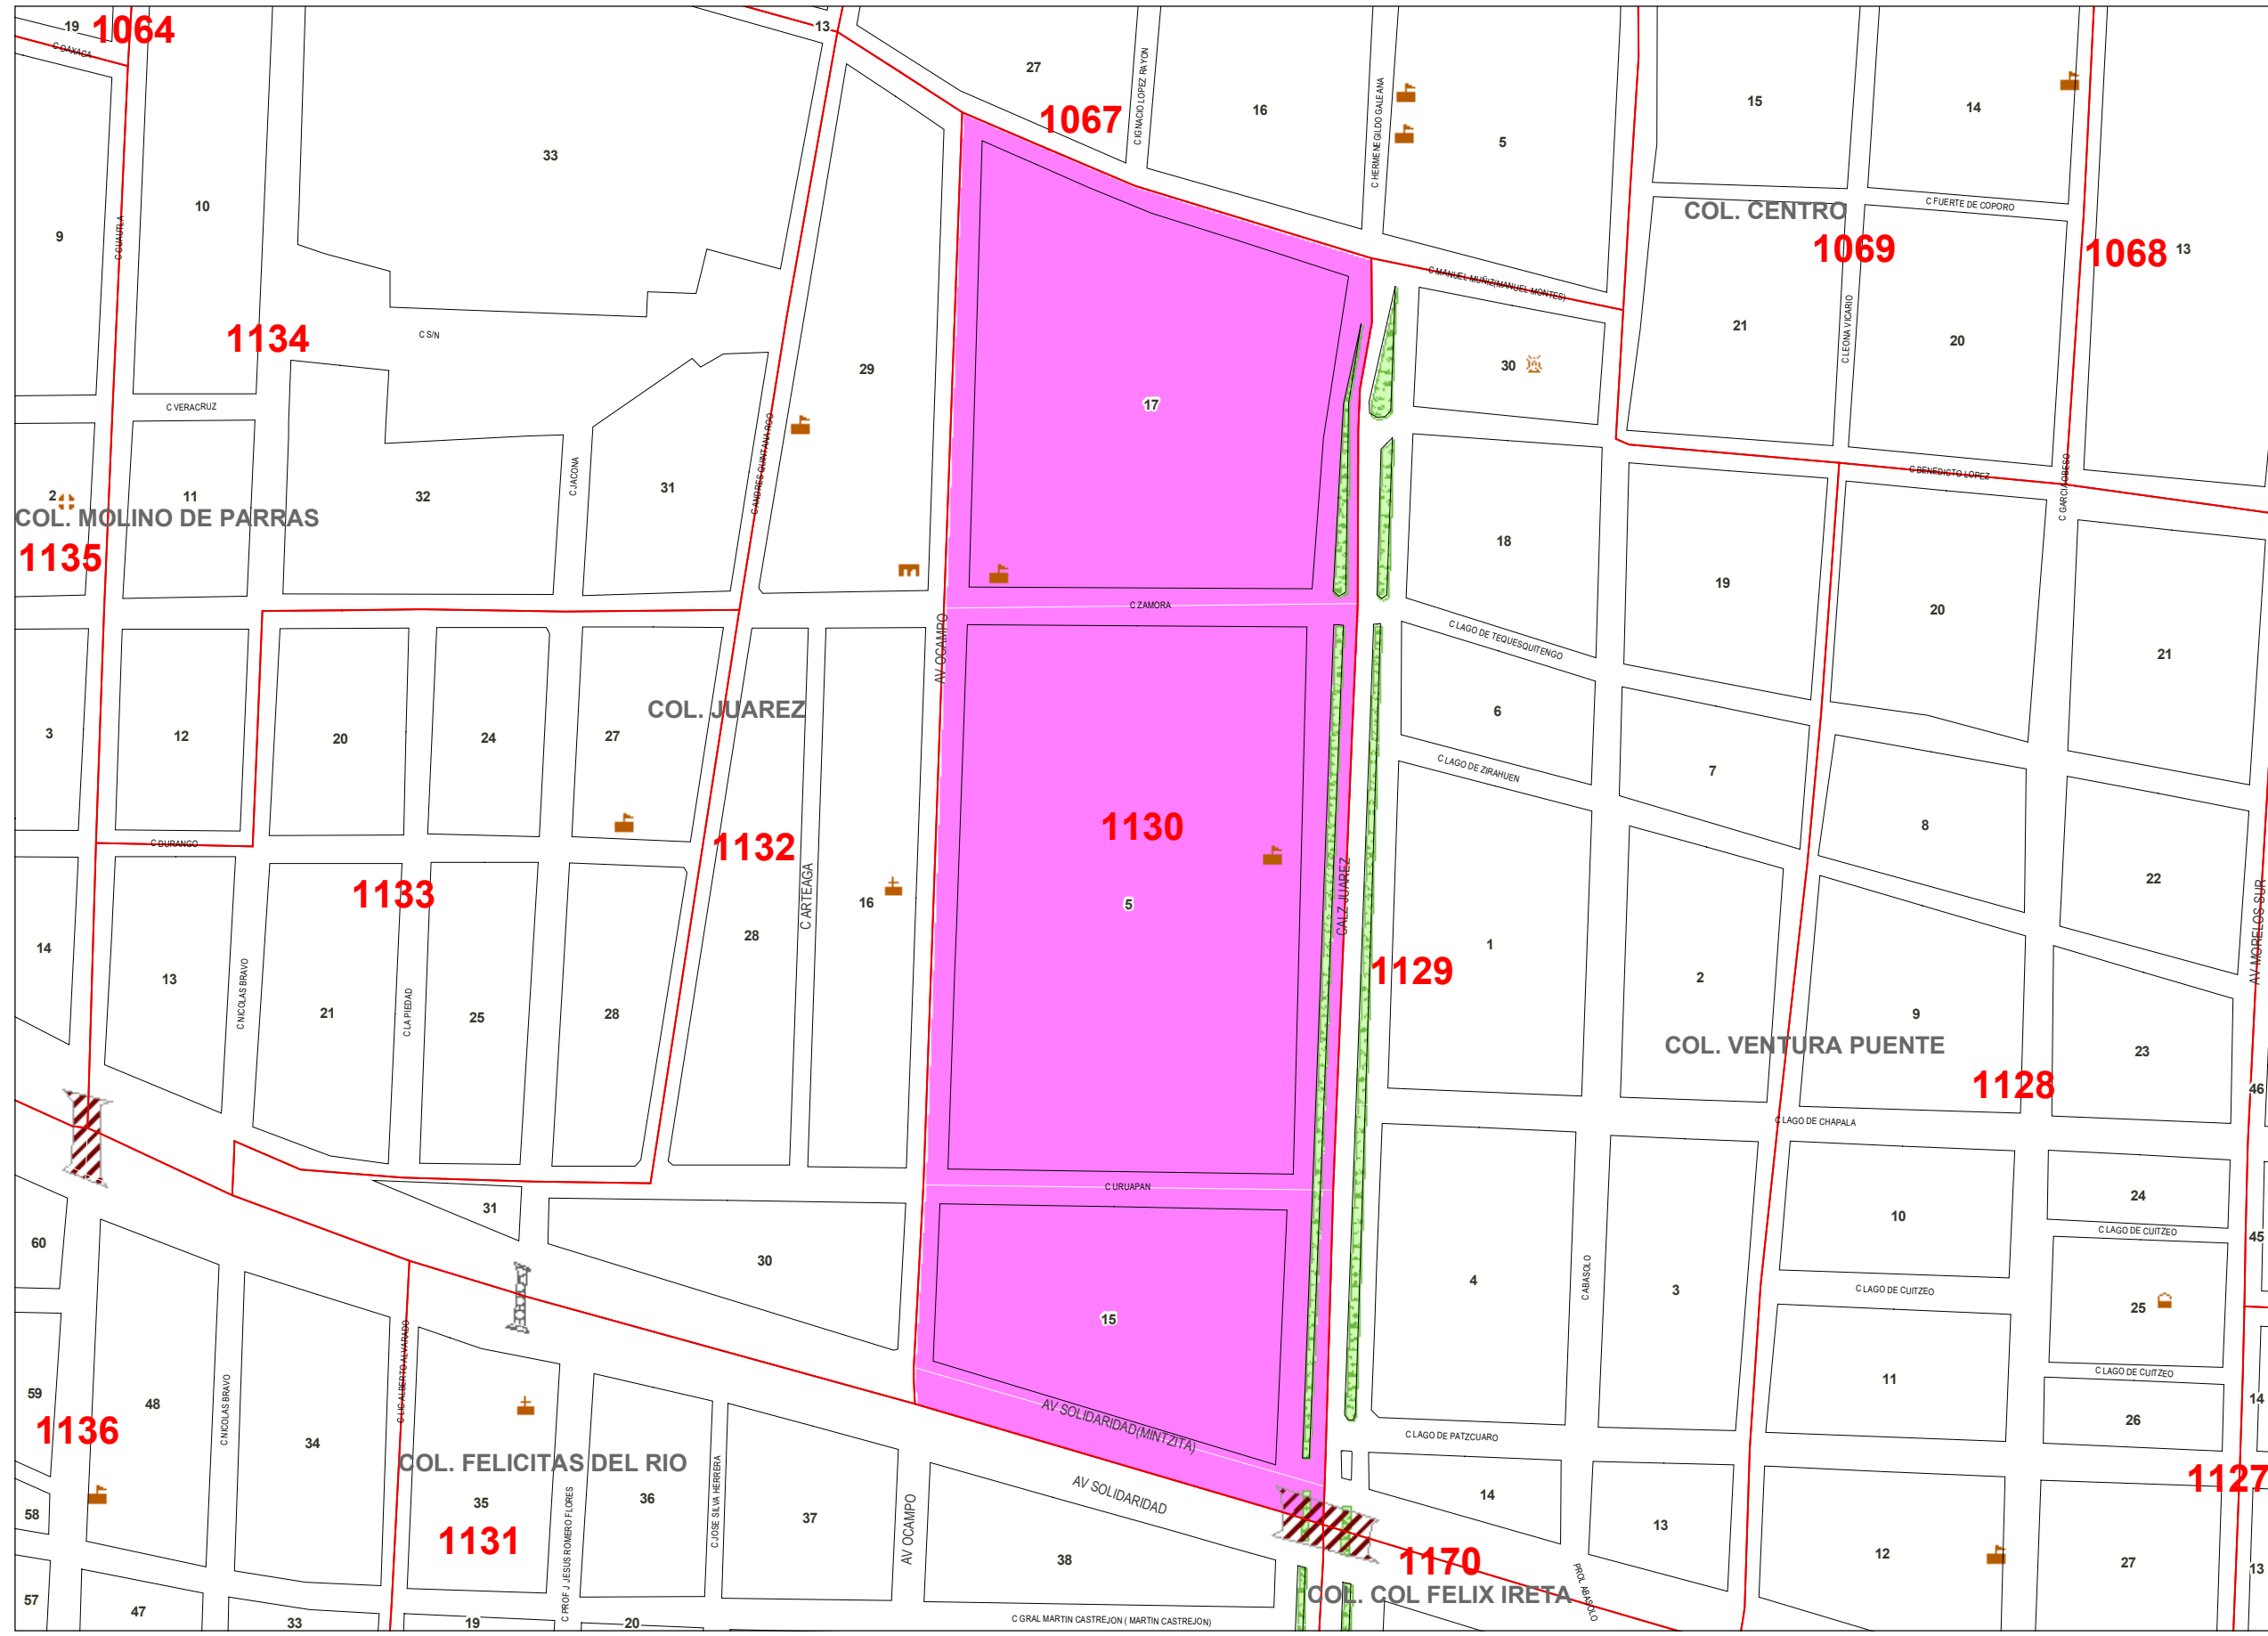 19
1064
C OAXACA
13
27
1067
C IGNACIO LOPEZ RAYON
16
C HERMENEGILDO GALEANA
5
15
14
33
10
9
C CUAUTLA
COL. CENTRO
C FUERTE DE COPORO
1069
1068
13
C MANUEL MUÑIZ(MANUEL MONTES)
1134
C S/N
21
C LEONA VICARIO
20
29
30
17
C VERACRUZ
C ANDRES QUINTANA ROO
C JACONA
2
11
32
31
COL. MOLINO DE PARRAS
1135
C BENEDICTO LOPEZ
C GARCIA OBESO
18
19
20
C ZAMORA
AV OCAMPO
C LAGO DE TEQUESQUITENGO
21
COL. JUAREZ
3
12
20
24
27
6
7
C LAGO DE ZIRAHUEN
8
1130
1132
C DURANGO
1133
C ARTEAGA
16
5
CALZ JUAREZ
22
AV MORELOS SUR
14
13
C NICOLAS BRAVO
21
C LA PIEDAD
25
28
28
1129
1
2
9
COL. VENTURA PUENTE
23
1128
46
C LAGO DE CHAPALA
C URUAPAN
31
30
60
10
24
C LAGO DE CUITZEO
45
4
C ABASOLO
3
C LAGO DE CUITZEO
25
15
C LIC ALBERTO ALVARADO
C LAGO DE CUITZEO
11
14
26
59
48
C NICOLAS BRAVO
1136
34
AV SOLIDARIDAD(MINTZITA)
C LAGO DE PATZCUARO
COL. FELICITAS DEL RIO
1127
35
36
C JOSE SILVA HERRERA
AV SOLIDARIDAD
14
58
C PROF J JESUS ROMERO FLORES
37
AV OCAMPO
13
1131
38
1170
12
27
13
PROL ABASOLO
COL. COL FELIX IRETA
57
47
33
19
20
C GRAL MARTIN CASTREJON ( MARTIN CASTREJON)